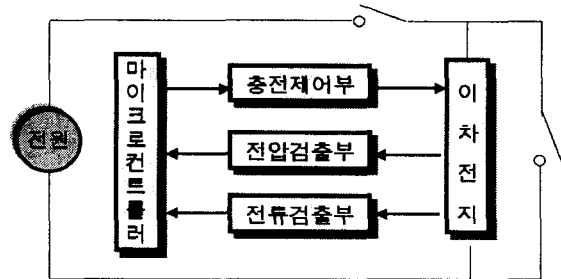 전원
마이크로컨트롤러
충전제어부
전압검출부
전류검출부
이차전지